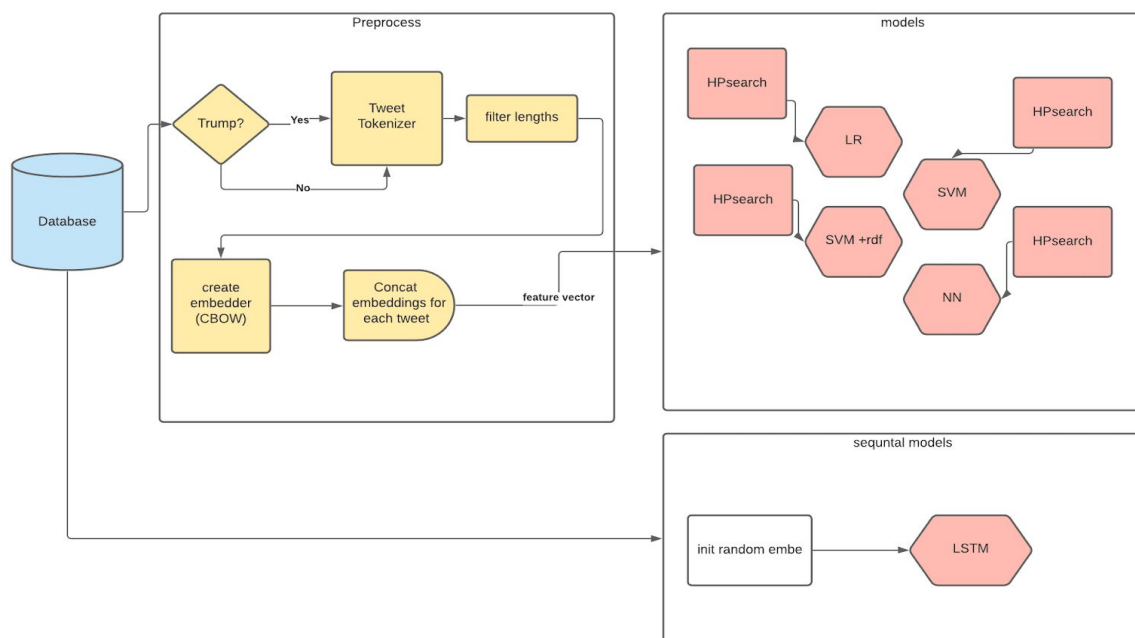 Preprocess
models
Trump?
Yes
No
Tweet
Tokenizer
filter lengths
Database
create
embedder
(CBOW)
Concat
embeddings for
each tweet
feature vector
HPsearch
LR
HPsearch
SVM
HPsearch
SVM +rdf
HPsearch
NN
sequntal models
init random embe
LSTM